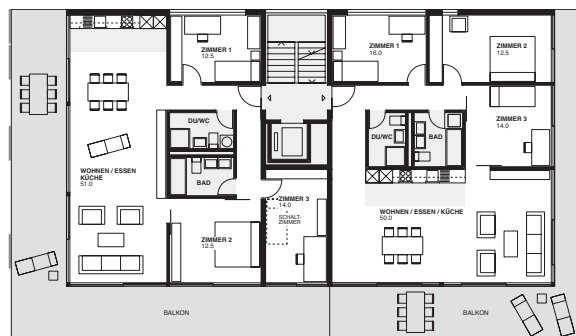 ZIMMER 1
12.5
ZIMMER 1
16.0
ZIMMER 2
12.5
DU/WC
DU/WC
BAD
ZIMMER 3
14.0
BAD
WOHNEN / ESSEN
KÜCHE
51.0
ZIMMER 3
14.0
SCHALT-
ZIMMER
ZIMMER 2
12.5
WOHNEN / ESSEN / KÜCHE
50.0
BALKON
BALKON